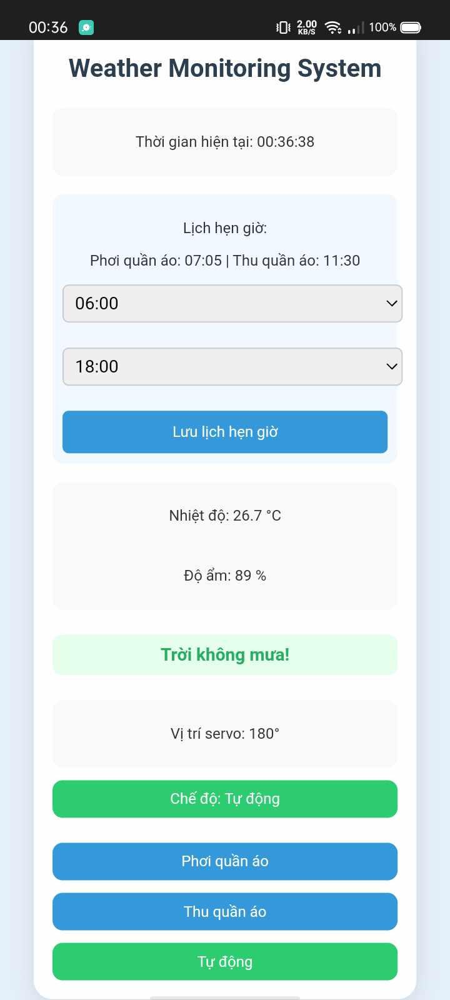 00:36
2.00
KB/S
100%
Weather Monitoring System
Thời gian hiện tại: 00:36:38
Lịch hẹn giờ:
Phơi quần áo: 07:05 | Thu quần áo: 11:30
06:00
18:00
Lưu lịch hẹn giờ
Nhiệt độ: 26.7 °C
Độ ẩm: 89 %
Trời không mưa!
Vị trí servo: 180°
Chế độ: Tự động
Phơi quần áo
Thu quần áo
Tự động